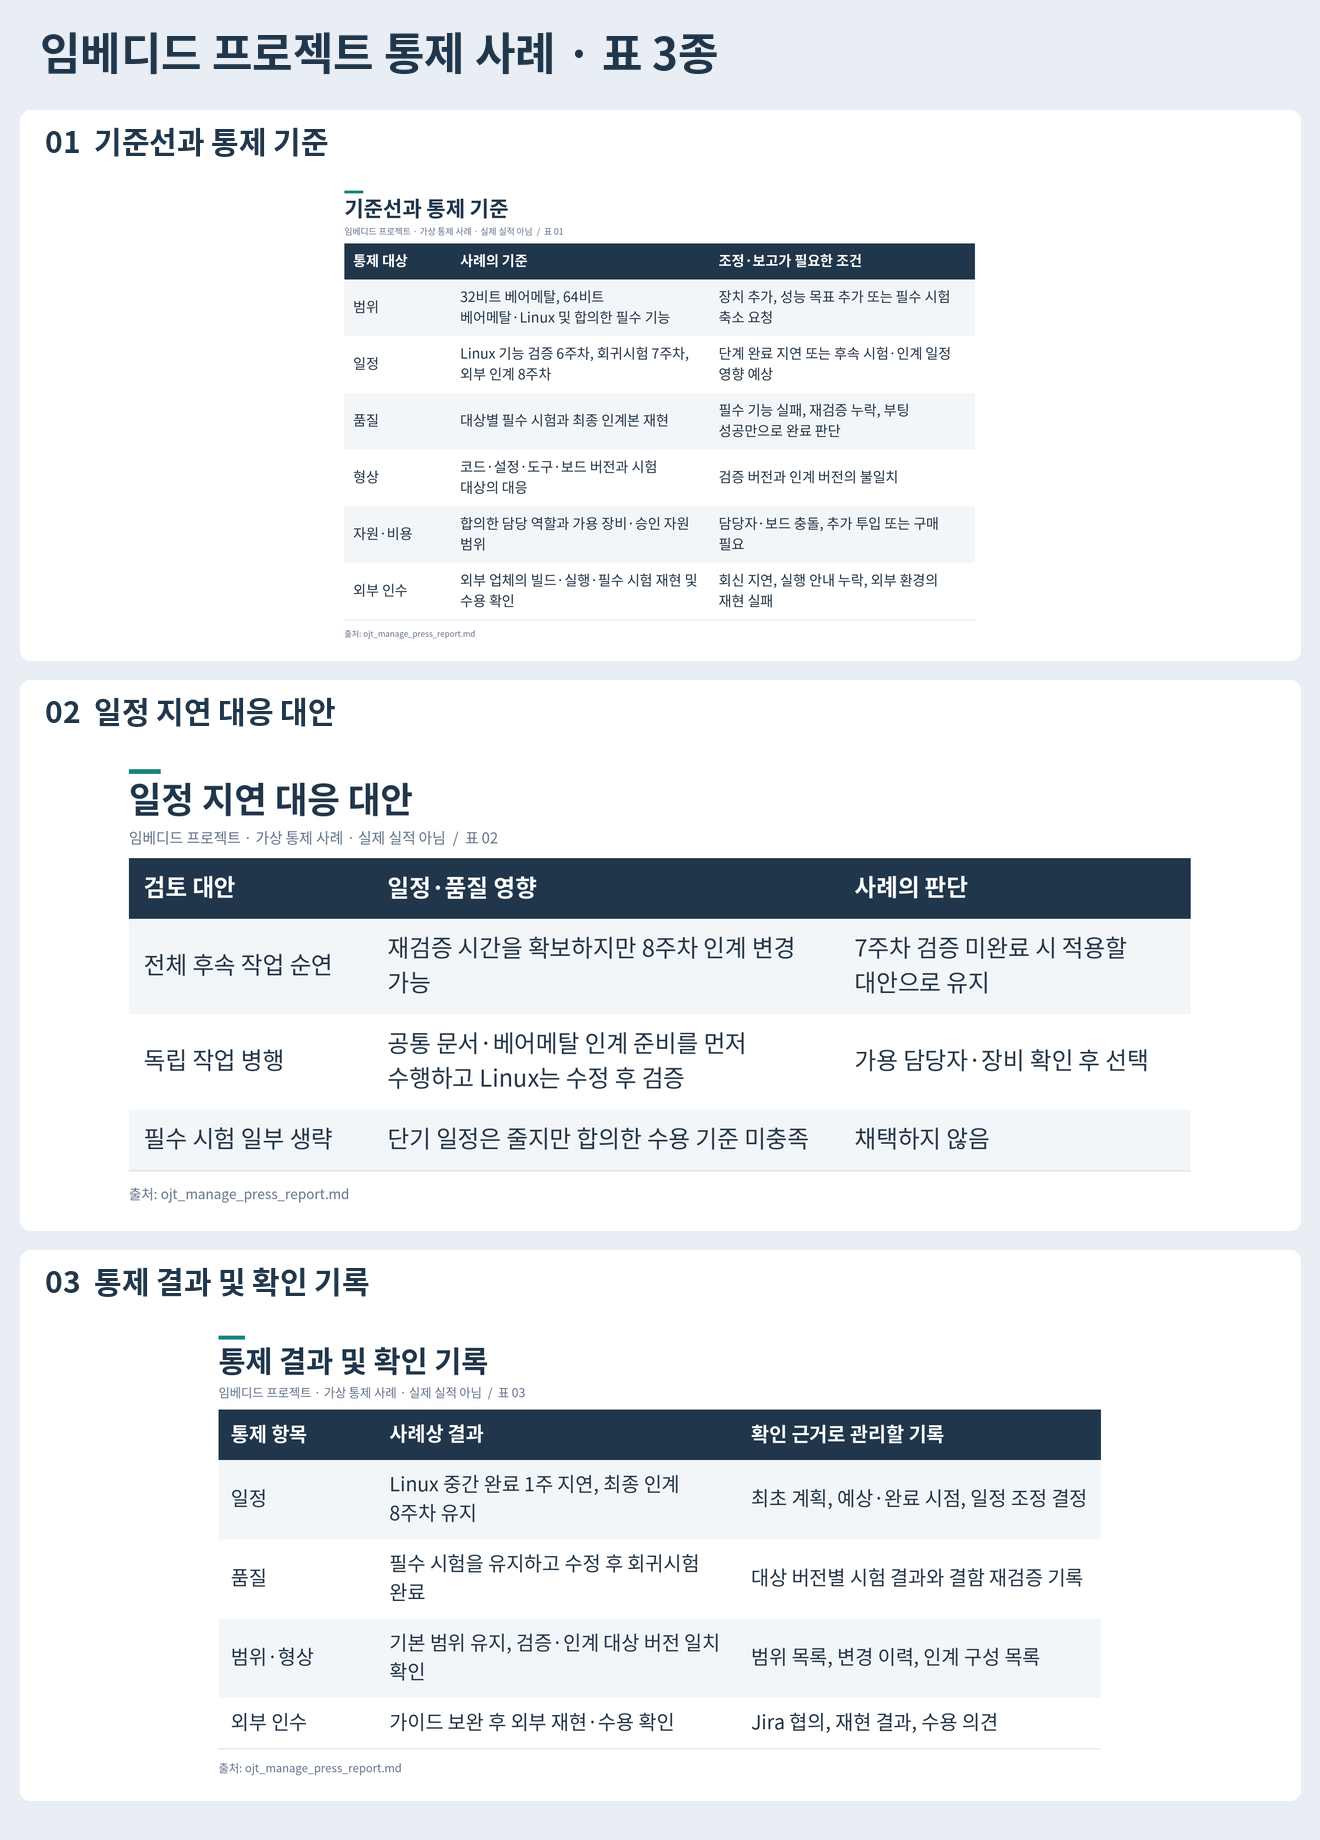 임베디드 프로젝트 통제 사례 · 표 3종
01 기준선과 통제 기준
기준선과 통제 기준
임베디드 프로젝트 · 가상 통제 사례 · 실제 실적 아님 / 표 01
통제 대상 사례의 기준 조정·보고가 필요한 조건
범위 32비트 베어메탈, 64비트 베어메탈·Linux 및 합의한 필수 기능 장치 추가, 성능 목표 추가 또는 필수 시험 축소 요청
일정 Linux 기능 검증 6주차, 회귀시험 7주차, 외부 인계 8주차 단계 완료 지연 또는 후속 시험·인계 일정 영향 예상
품질 대상별 필수 시험과 최종 인계본 재현 필수 기능 실패, 재검증 누락, 부팅 성공만으로 완료 판단
형상 코드·설정·도구·보드 버전과 시험 대상의 대응 검증 버전과 인계 버전의 불일치
자원·비용 합의한 담당 역할과 가용 장비·승인 자원 범위 담당자·보드 충돌, 추가 투입 또는 구매 필요
외부 인수 외부 업체의 빌드·실행·필수 시험 재현 및 수용 확인 회신 지연, 실행 안내 누락, 외부 환경의 재현 실패
출처: ojt_manage_press_report.md
02 일정 지연 대응 대안
일정 지연 대응 대안
임베디드 프로젝트 · 가상 통제 사례 · 실제 실적 아님 / 표 02
검토 대안 일정·품질 영향 사례의 판단
전체 후속 작업 순연 재검증 시간을 확보하지만 8주차 인계 변경 가능 7주차 검증 미완료 시 적용할 대안으로 유지
독립 작업 병행 공통 문서·베어메탈 인계 준비를 먼저 수행하고 Linux는 수정 후 검증 가용 담당자·장비 확인 후 선택
필수 시험 일부 생략 단기 일정은 줄지만 합의한 수용 기준 미충족 채택하지 않음
출처: ojt_manage_press_report.md
03 통제 결과 및 확인 기록
통제 결과 및 확인 기록
임베디드 프로젝트 · 가상 통제 사례 · 실제 실적 아님 / 표 03
통제 항목 사례상 결과 확인 근거로 관리할 기록
일정 Linux 중간 완료 1주 지연, 최종 인계 8주차 유지 최초 계획, 예상·완료 시점, 일정 조정 결정
품질 필수 시험을 유지하고 수정 후 회귀시험 완료 대상 버전별 시험 결과와 결함 재검증 기록
범위·형상 기본 범위 유지, 검증·인계 대상 버전 일치 확인 범위 목록, 변경 이력, 인계 구성 목록
외부 인수 가이드 보완 후 외부 재현·수용 확인 Jira 협의, 재현 결과, 수용 의견
출처: ojt_manage_press_report.md